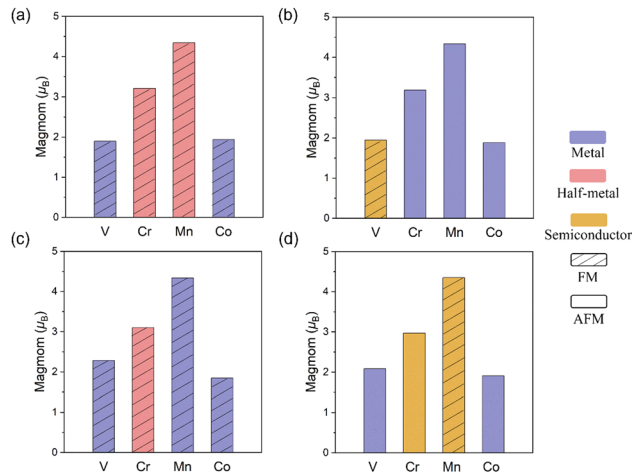 (a)
5
4
3
2
1
0
Magmom (μB)
V Cr Mn Co
(b)
5
4
3
2
1
0
Magmom (μB)
V Cr Mn Co
(c)
5
4
3
2
1
0
Magmom (μB)
V Cr Mn Co
(d)
5
4
3
2
1
0
Magmom (μB)
V Cr Mn Co
Metal
Half-metal
Semiconductor
FM
AFM